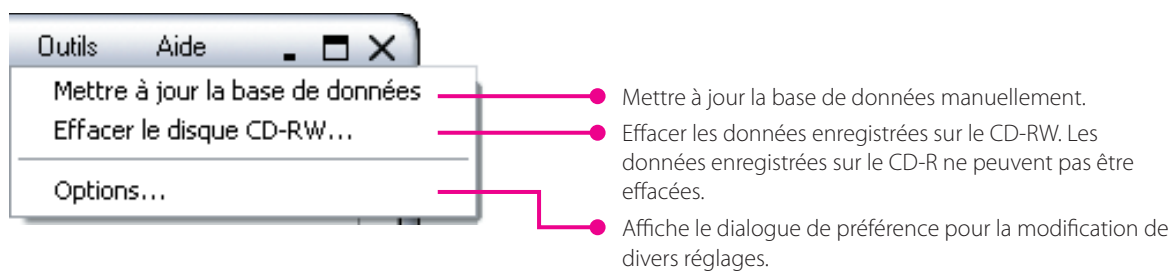 Outils Aide
Mettre à jour la base de données
Effacer le disque CD-RW...
Options...
Mettre à jour la base de données manuellement.
Effacer les données enregistrées sur le CD-RW. Les
données enregistrées sur le CD-R ne peuvent pas être
effacées.
Affiche le dialogue de préférence pour la modification de
divers réglages.